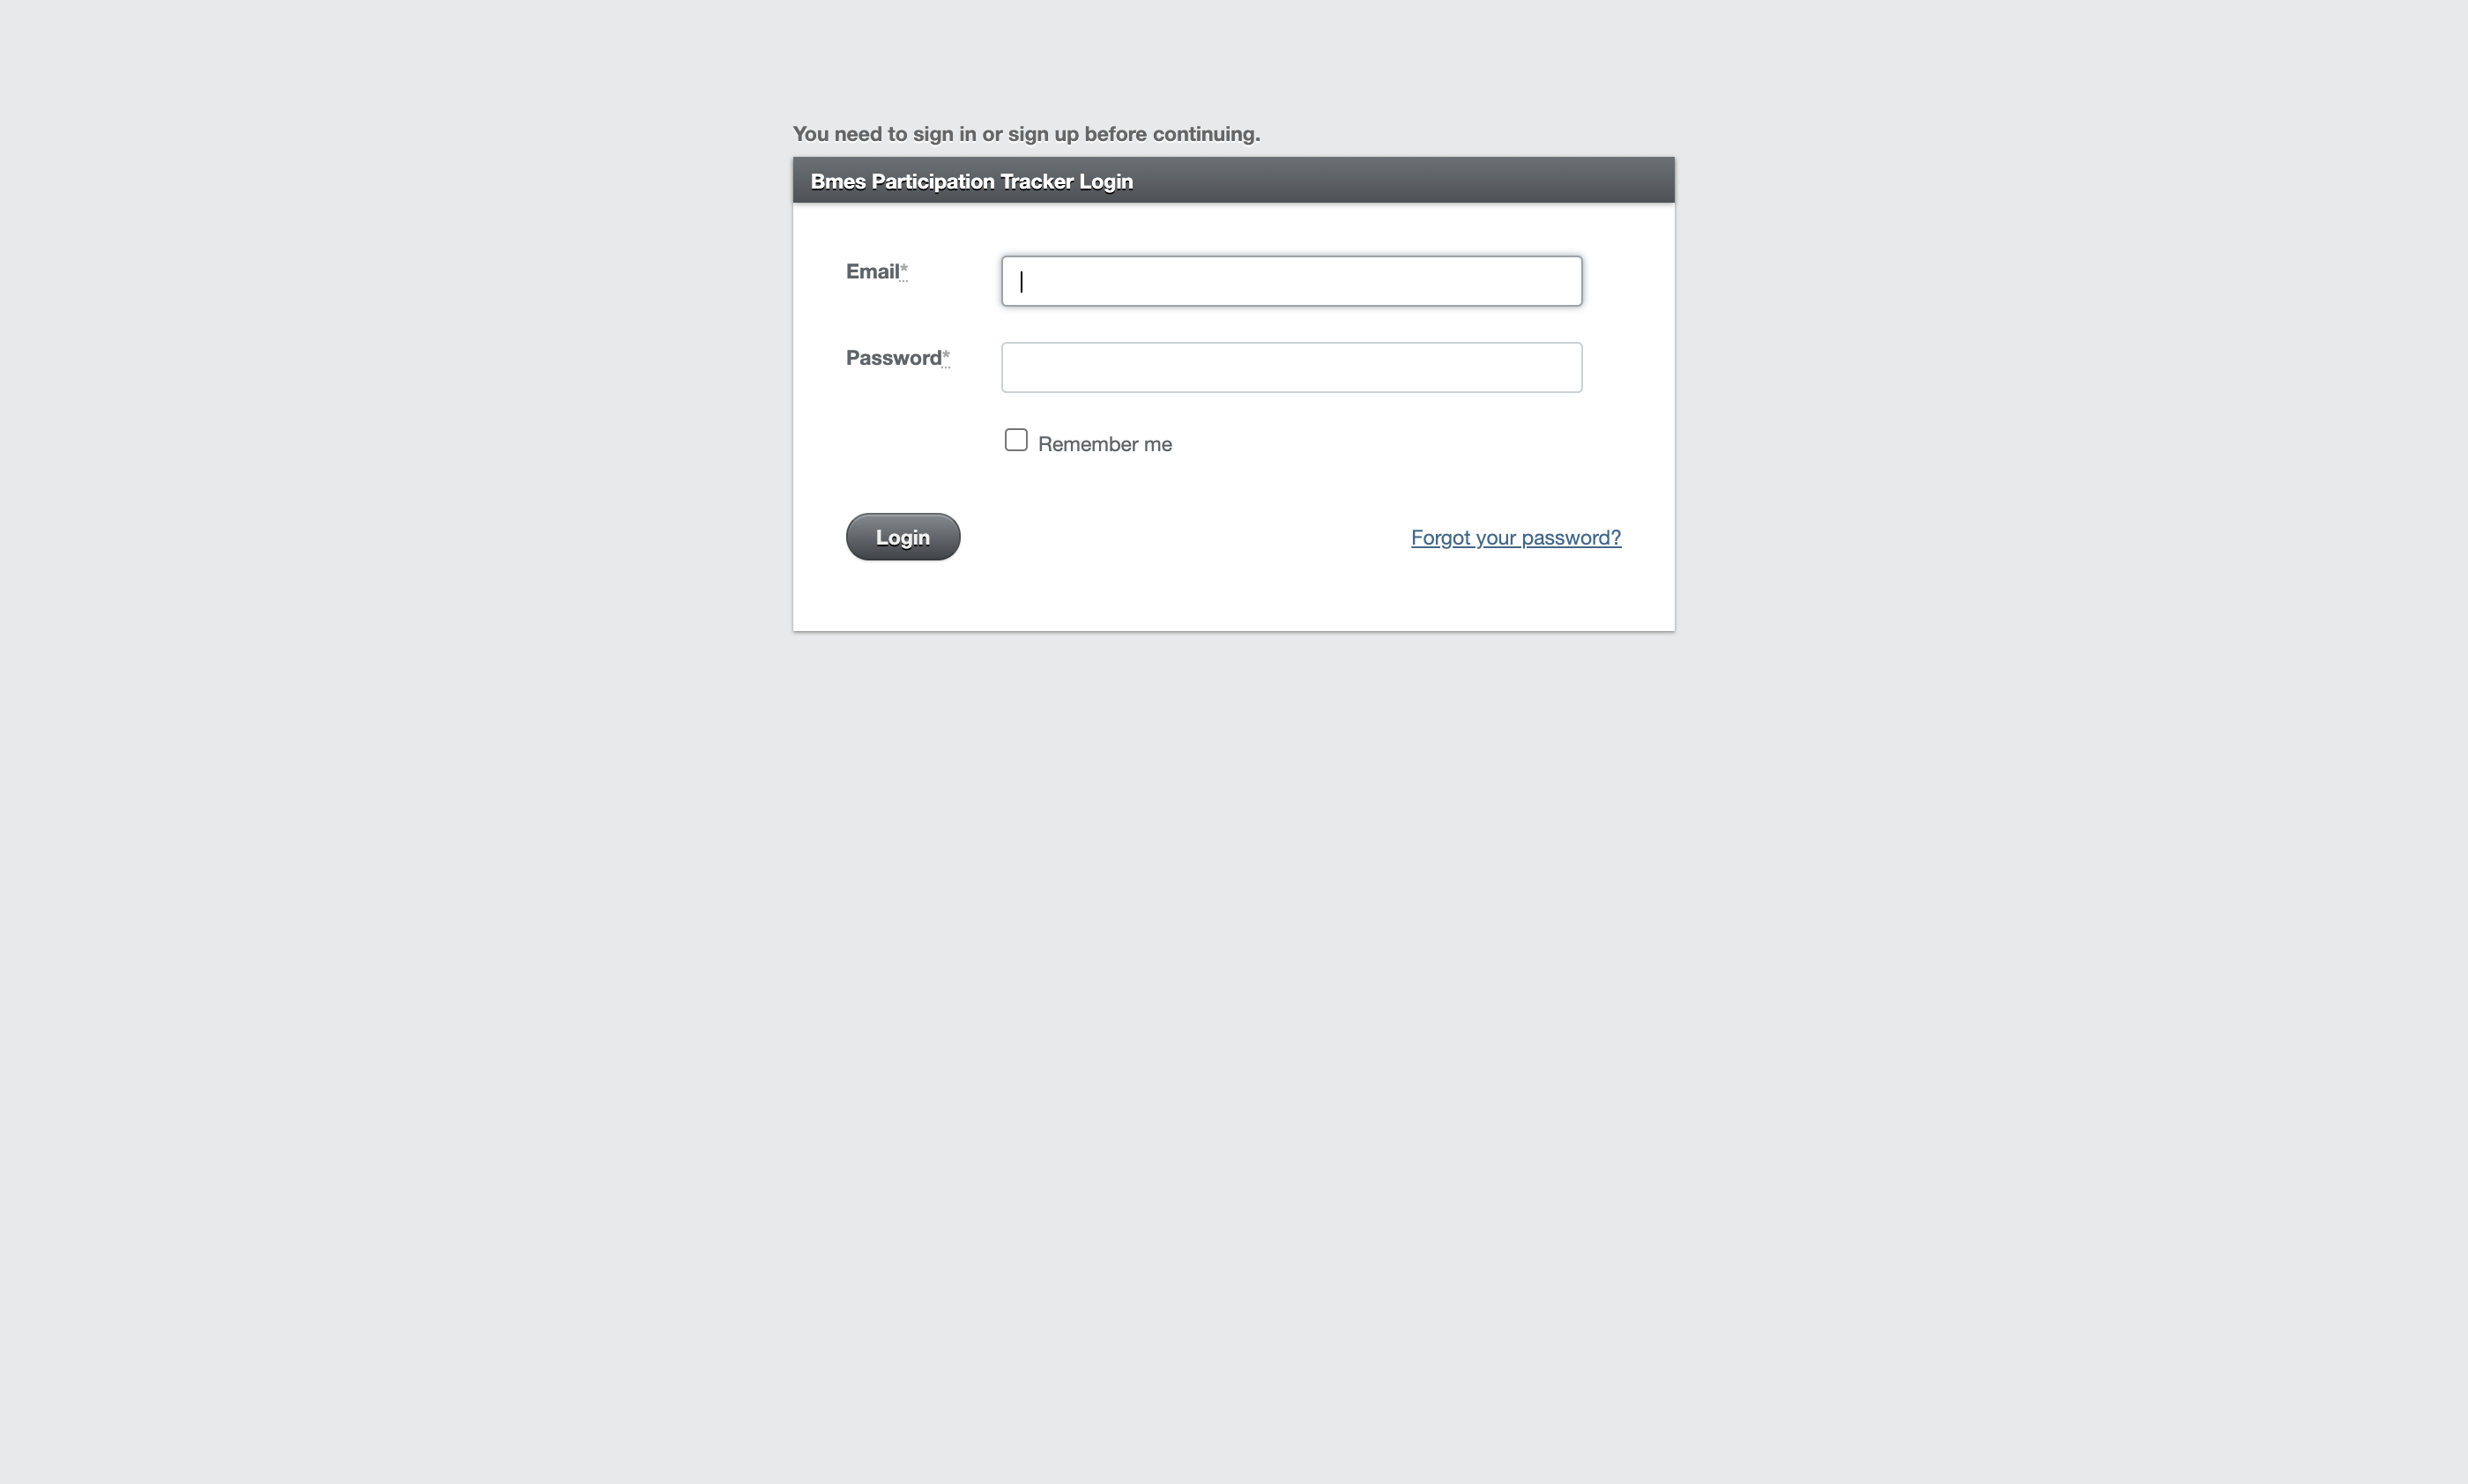 You need to sign in or sign up before continuing.
Bmes Participation Tracker Login
Email*
Password*
Remember me
Login
Forgot your password?